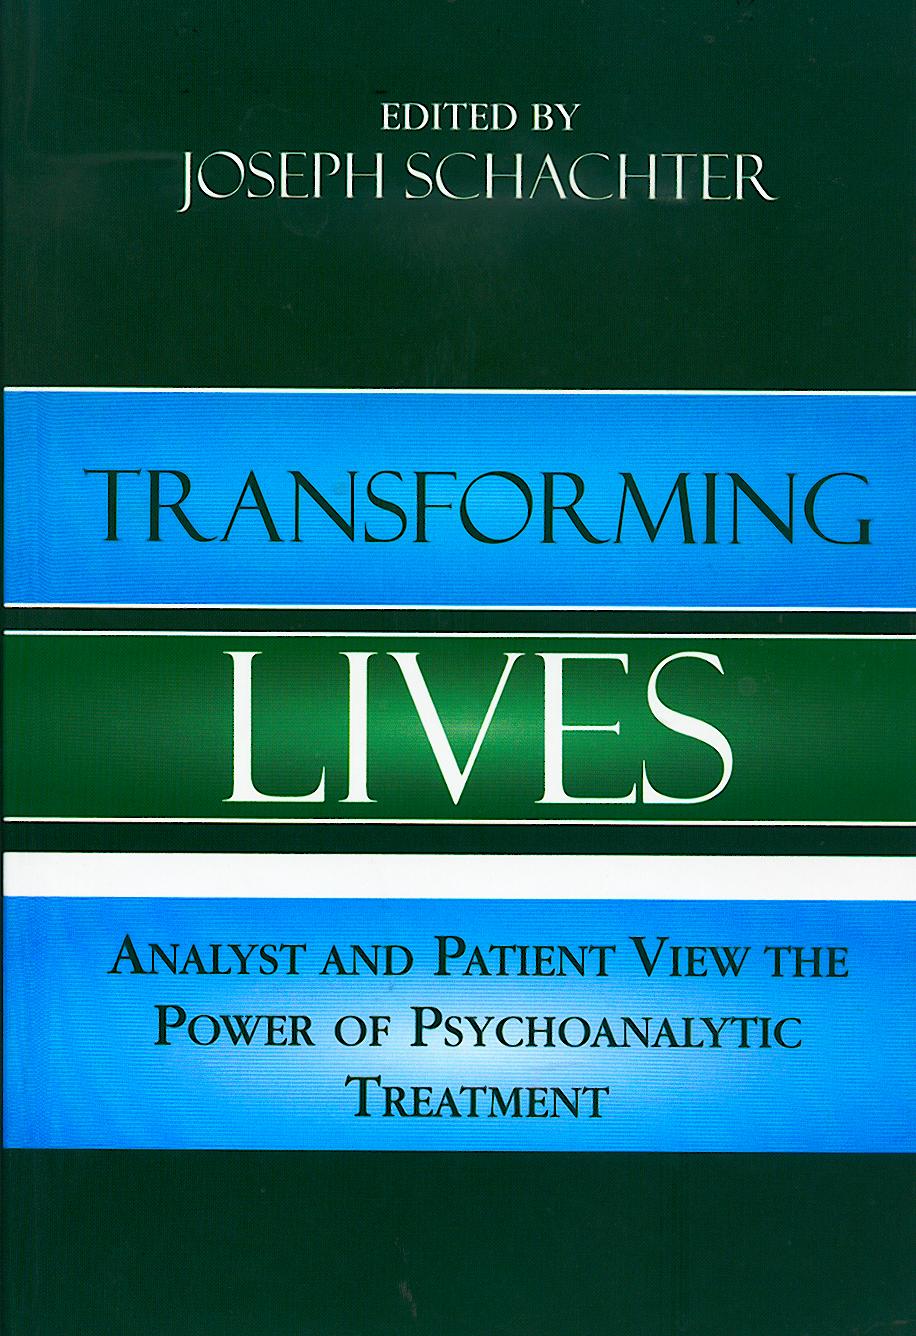 EDITED BY
JOSEPH SCHACHTER
TRANSFORMING
LIVES
ANALYST AND PATIENT VIEW THE
POWER OF PSYCHOANALYTIC
TREATMENT